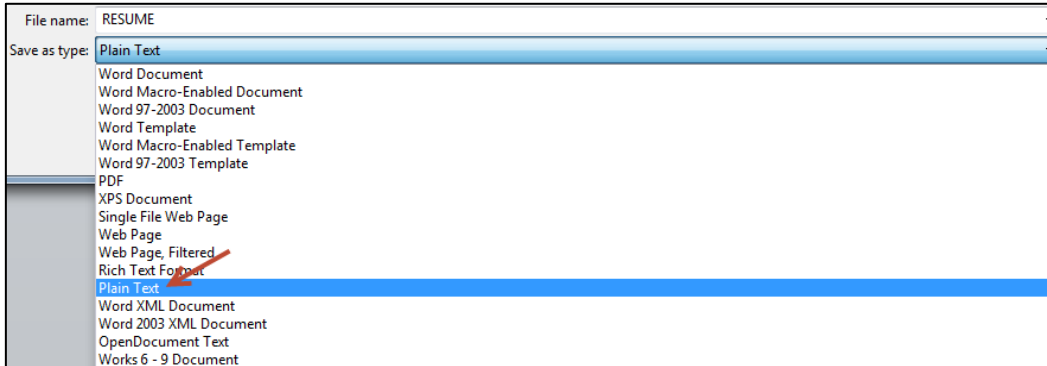 File name: RESUME
Save as type: Plain Text
Word Document
Word Macro-Enabled Document
Word 97-2003 Document
Word Template
Word Macro-Enabled Template
Word 97-2003 Template
PDF
XPS Document
Single File Web Page
Web Page
Web Page, Filtered
Rich Text Format
Plain Text
Word XML Document
Word 2003 XML Document
OpenDocument Text
Works 6 - 9 Document